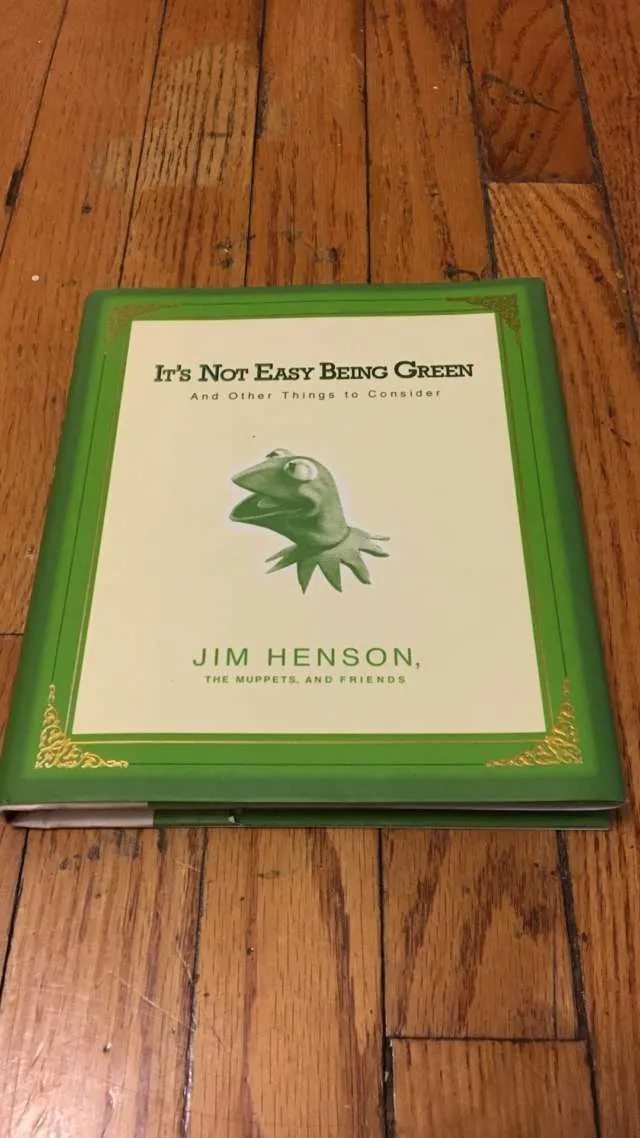 It's Not Easy Being Green
And Other Things to Consider
JIM HENSON,
THE MUPPETS, AND FRIENDS